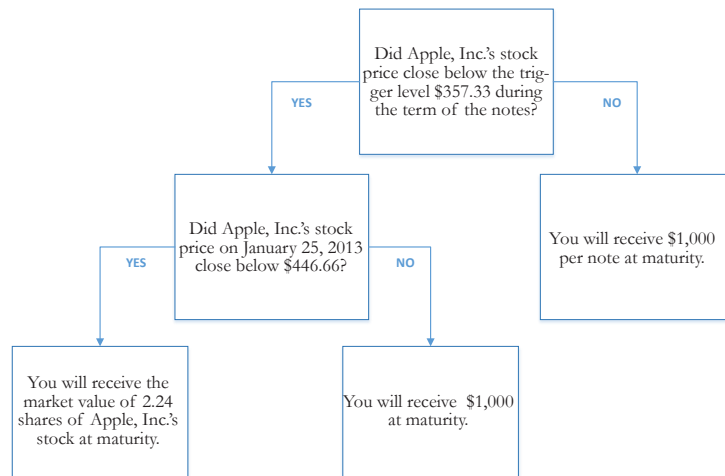 Did Apple, Inc.'s stock
price close below the trig-
ger level $357.33 during
the term of the notes?
YES
NO
Did Apple, Inc.'s stock
price on January 25, 2013
close below $446.66?
You will receive $1,000
per note at maturity.
YES
NO
You will receive the
market value of 2.24
shares of Apple, Inc.'s
stock at maturity.
You will receive $1,000
at maturity.